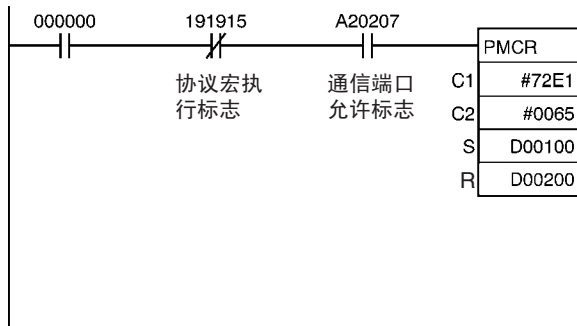 000000 191915 A20207
PMCR
协议宏执
行标志
通信端口
允许标志
C1 #72E1
C2 #0065
S D00100
R D00200